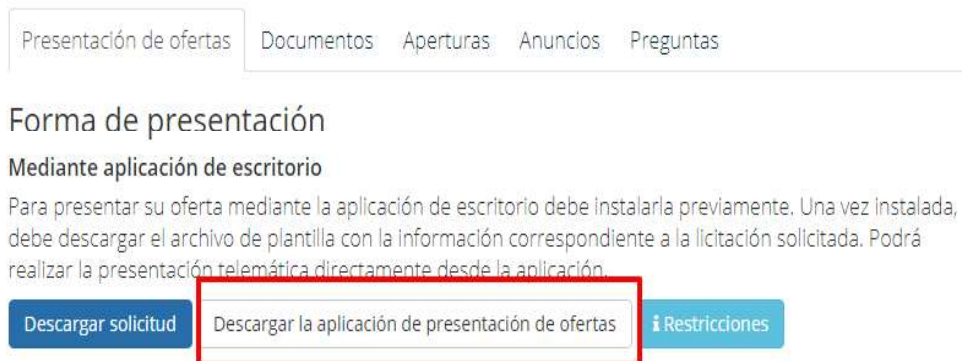 Presentación de ofertas Documentos Aperturas Anuncios Preguntas
Forma de presentación
Mediante aplicación de escritorio
Para presentar su oferta mediante la aplicación de escritorio debe instalarla previamente. Una vez instalada,
debe descargar el archivo de plantilla con la información correspondiente a la licitación solicitada. Podrá
realizar la presentación telemática directamente desde la aplicación.
Descargar solicitud Descargar la aplicación de presentación de ofertas i Restricciones